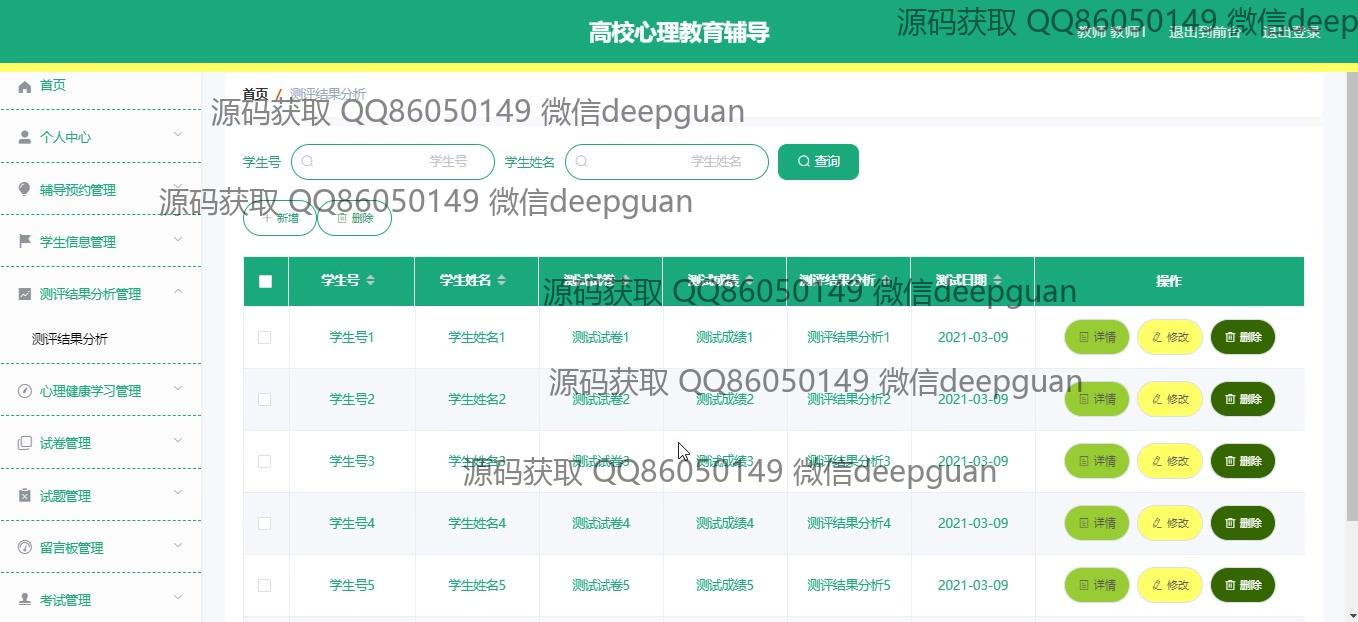 高校心理教育辅导
源码获取 QQ86050149 微信deepguan
教师 教师1 退出到前台 退出登录
首页
个人中心
辅导预约管理
学生信息管理
测评结果分析管理
测评结果分析
心理健康学习管理
试卷管理
试题管理
留言板管理
考试管理
首页 / 测评结果分析
源码获取 QQ86050149 微信deepguan
学生号 学生号 学生姓名 学生姓名 查询
源码获取 QQ86050149 微信deepguan
新增 删除
学生号 学生姓名 测试试卷 测试成绩 测评结果分析 测试日期 操作
源码获取 QQ86050149 微信deepguan
学生号1 学生姓名1 测试试卷1 测试成绩1 测评结果分析1 2021-03-09 详情 修改 删除
源码获取 QQ86050149 微信deepguan
学生号2 学生姓名2 测试试卷2 测试成绩2 测评结果分析2 2021-03-09 详情 修改 删除
学生号3 学生姓名3 测试试卷3 测试成绩3 测评结果分析3 2021-03-09 详情 修改 删除
源码获取 QQ86050149 微信deepguan
学生号4 学生姓名4 测试试卷4 测试成绩4 测评结果分析4 2021-03-09 详情 修改 删除
学生号5 学生姓名5 测试试卷5 测试成绩5 测评结果分析5 2021-03-09 详情 修改 删除